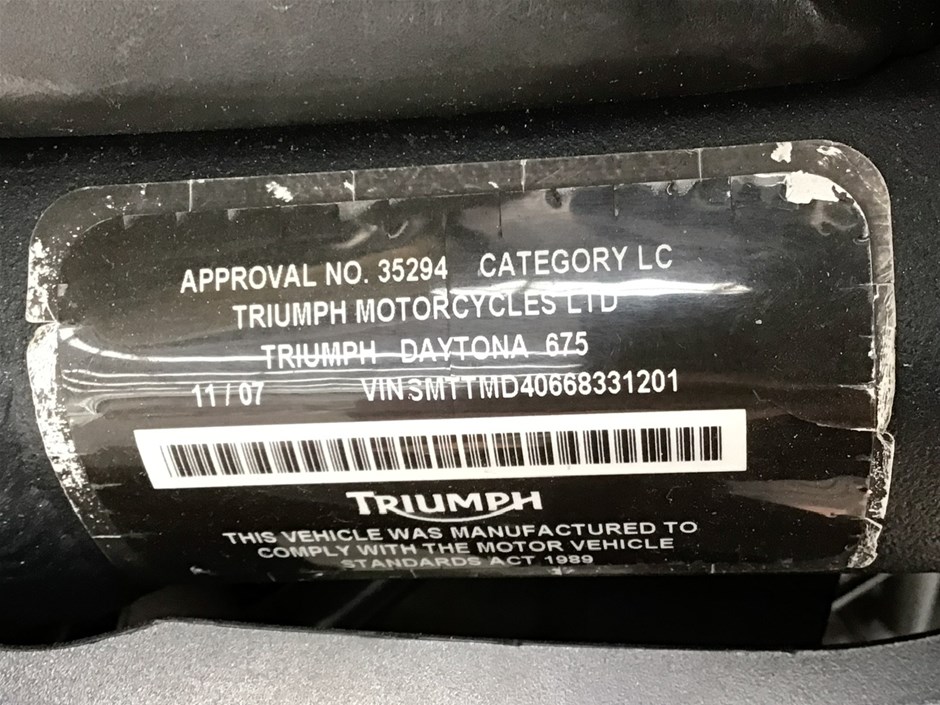 APPROVAL NO. 35294 CATEGORY LC
TRIUMPH MOTORCYCLES LTD
TRIUMPH DAYTONA 675
11 / 07 VIN SMTTMD40668331201
TRIUMPH
THIS VEHICLE WAS MANUFACTURED TO
COMPLY WITH THE MOTOR VEHICLE
STANDARDS ACT 1989